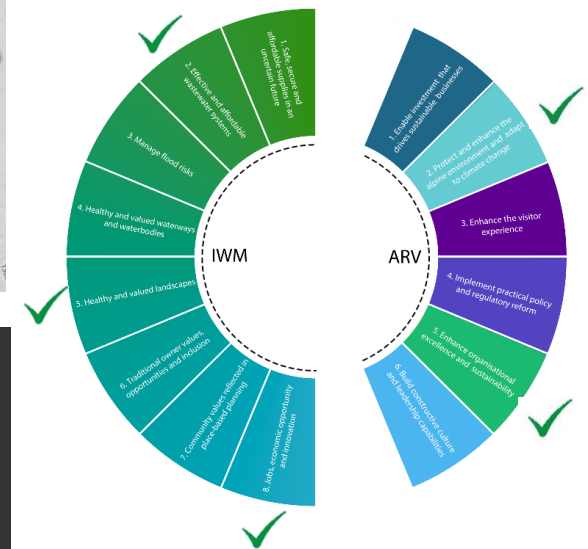 1. Safe, secure and
affordable supplies in an
uncertain future
2. Effective and affordable
wastewater systems
3. Manage flood risks
4. Healthy and valued waterways
and waterbodies
5. Healthy and valued landscapes
6. Traditional owner values,
opportunities and inclusion
7. Community values reflected in
place-based planning
8. Jobs, economic opportunity
and innovation
IWM
ARV
1. Enable investment that
drives sustainable businesses
2. Protect and enhance the
alpine environment and adapt
to climate change
3. Enhance the visitor
experience
4. Implement practical policy
and regulatory reform
5. Enhance organisational
excellence and sustainability
6. Build constructive culture
and leadership capabilities